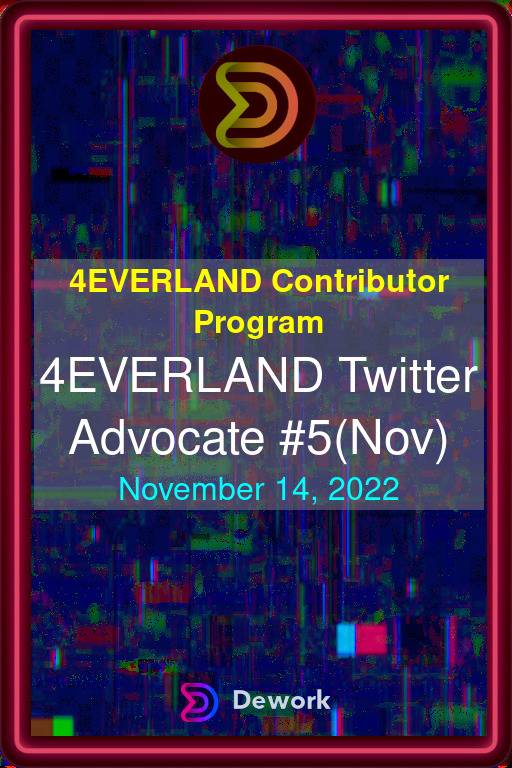 4EVERLAND Contributor
Program
4EVERLAND Twitter
Advocate #5(Nov)
November 14, 2022
Dework